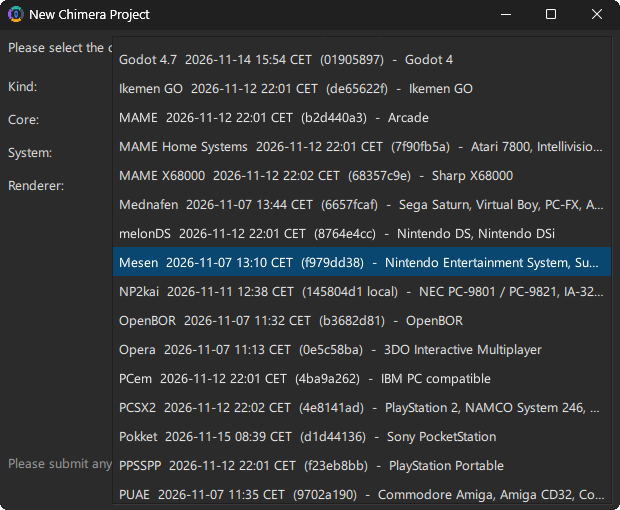 New Chimera Project
Please select the c
Kind:
Core:
System:
Renderer:
Please submit any
Godot 4.7 2026-11-14 15:54 CET (01905897) - Godot 4
Ikemen GO 2026-11-12 22:01 CET (de65622f) - Ikemen GO
MAME 2026-11-12 22:01 CET (b2d440a3) - Arcade
MAME Home Systems 2026-11-12 22:01 CET (7f90fb5a) - Atari 7800, Intellivisio...
MAME X68000 2026-11-12 22:02 CET (68357c9e) - Sharp X68000
Mednafen 2026-11-07 13:44 CET (6657fcaf) - Sega Saturn, Virtual Boy, PC-FX, A...
melonDS 2026-11-12 22:01 CET (8764e4cc) - Nintendo DS, Nintendo DSi
Mesen 2026-11-07 13:10 CET (f979dd38) - Nintendo Entertainment System, Su...
NP2kai 2026-11-11 12:38 CET (145804d1 local) - NEC PC-9801 / PC-9821, IA-32...
OpenBOR 2026-11-07 11:32 CET (b3682d81) - OpenBOR
Opera 2026-11-07 11:13 CET (0e5c58ba) - 3DO Interactive Multiplayer
PCem 2026-11-12 22:01 CET (4ba9a262) - IBM PC compatible
PCSX2 2026-11-12 22:02 CET (4e8141ad) - PlayStation 2, NAMCO System 246, ...
Pokket 2026-11-15 08:39 CET (d1d44136) - Sony PocketStation
PPSSPP 2026-11-12 22:01 CET (f23eb8bb) - PlayStation Portable
PUAE 2026-11-07 11:35 CET (9702a190) - Commodore Amiga, Amiga CD32, Co...